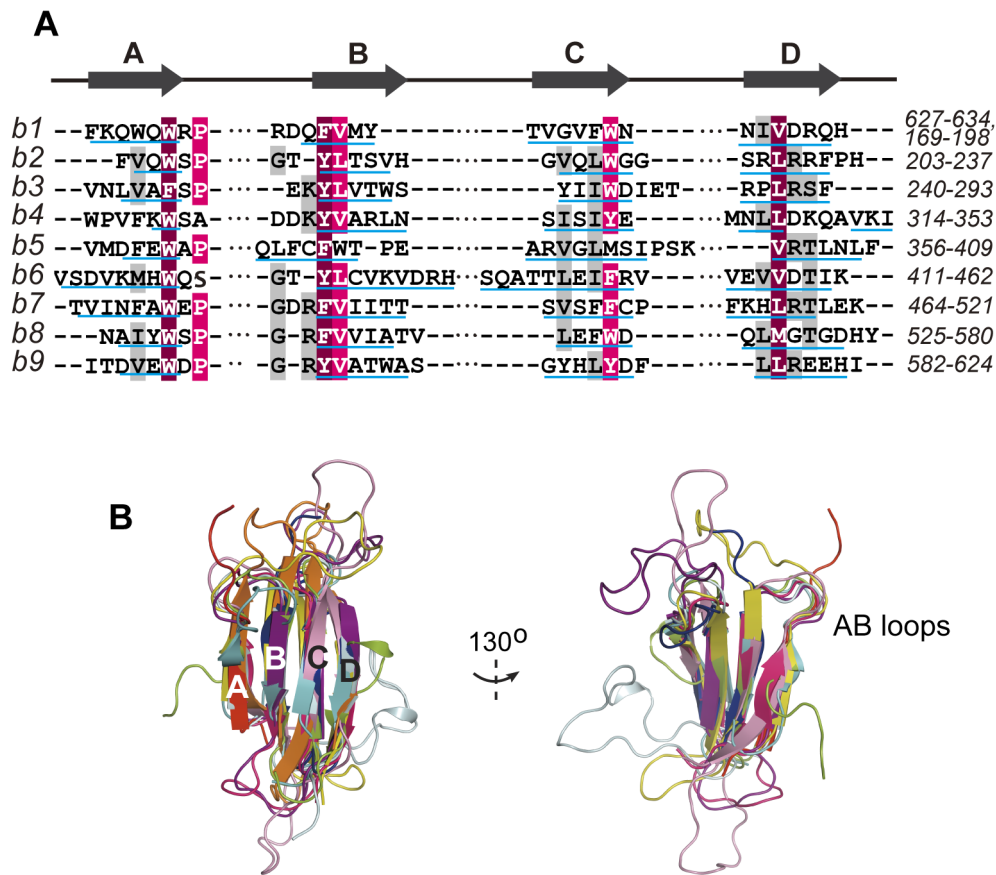 A
A B C D
b1 --FKQWQWRP-- ···· --RDQFVMY---- ···· ---TVGVFWN--- ···· --NIVDRQH--- 627-634, 169-198
b2 ----FVQWSP-- ···· --GT-YLTSVH-- ···· ----GVQLWGG-- ···· --SRLRRFPH-- 203-237
b3 --VNLVAFSP-- ···· ---EKYLVTWS-- ···· -----YIIWDIET-- ···· --RPLRSF--- 240-293
b4 --WPVFKWSA-- ···· --DDKYVARLN-- ···· ----SISIYE--- ···· -MNLLDKQAVKI 314-353
b5 --VMDFEWAP-- ···· -QLFCFWT-PE-- ···· ---ARVGLMSIPSK-- ···· ----VRTLNLF- 356-409
b6 VSDVKMHWQS-- ···· --GT-YLCVKVDRH-SQATTLEIFRV-- ···· -VEVVDTIK--- 411-462
b7 -TVINFAWEP-- ···· --GDRFVIITT-- ···· ----SVSFFCP-- ···· -FKHLRTLEK-- 464-521
b8 ---NAIYWSP-- ···· --G-RFVVIATV- ···· -----LEFWD--- ···· --QLMGTGDHY- 525-580
b9 --ITDVEWDP-- ···· --G-RYVATWAS- ···· ----GYHLYDF-- ···· ---LLREEHI-- 582-624
B
A B C D
130o
AB loops